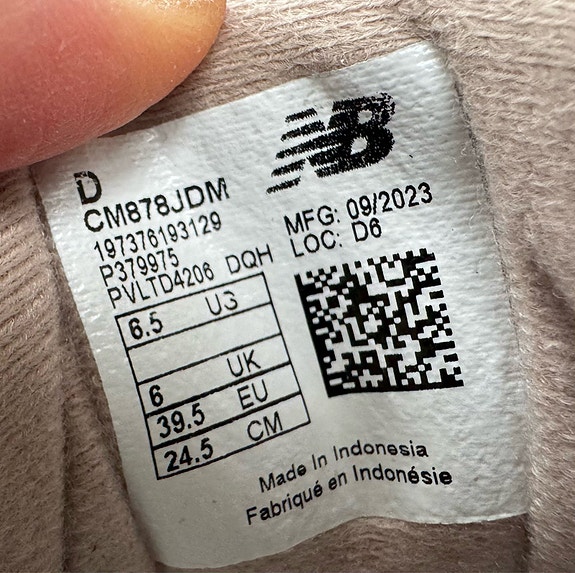 D
CM878JDM
197376193129
P379975
PVLTD4206 DQH
NB
MFG: 09/2023
LOC: D6
6.5 US
6 UK
39.5 EU
24.5 CM
Made In Indonesia
Fabriqué en Indonésie